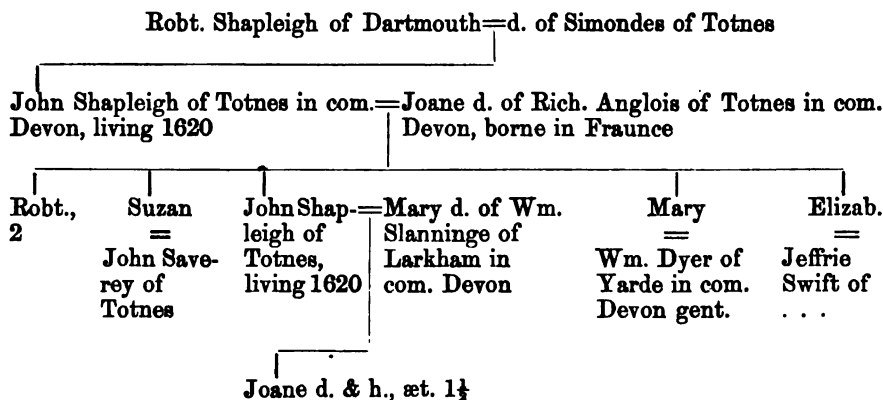 Robt. Shapleigh of Dartmouth=d. of Simondes of Totnes
John Shapleigh of Totnes in com.=Joane d. of Rich. Anglois of Totnes in com.
Devon, living 1620
Devon, borne in Fraunce
Robt.,
2
Suzan
=
John Save-
rey of
Totnes
John Shap-
leigh of
Totnes,
living 1620
=
Mary d. of Wm.
Slanninge of
Larkham in
com. Devon
Mary
=
Wm. Dyer of
Yarde in com.
Devon gent.
Elizab.
=
Jeffrie
Swift of
. . .
Joane d. & h., æt. 1½